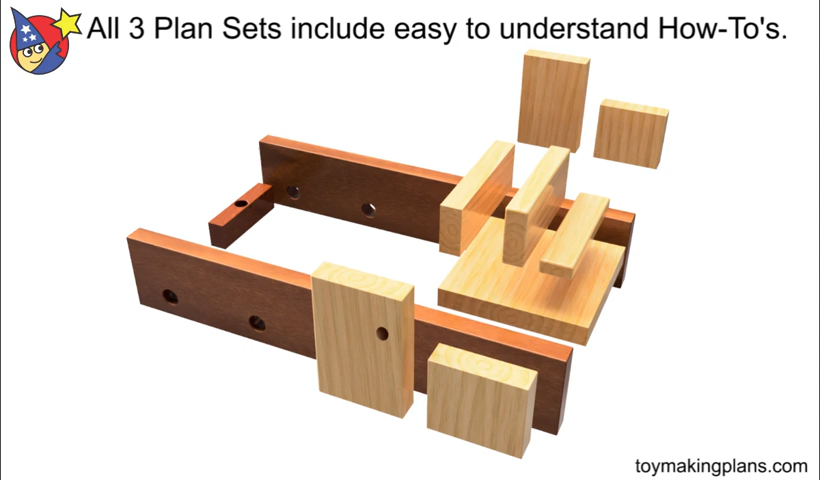 All 3 Plan Sets include easy to understand How-To's.
toymakingplans.com